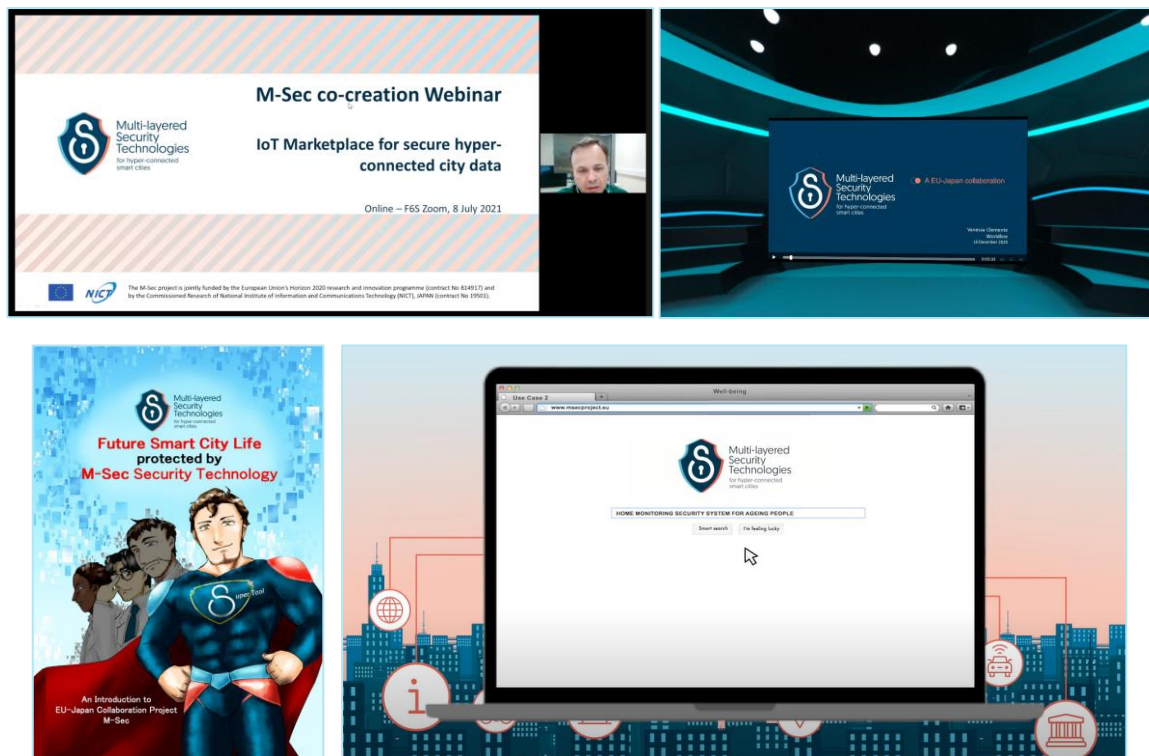 M-Sec co-creation Webinar
IoT Marketplace for secure hyper-
connected city data
Online – F6S Zoom, 8 July 2021
Multi-layered
Security
Technologies
for hyper-connected
smart cities
NICT
The M-Sec project is jointly funded by the European Union's Horizon 2020 research and innovation programme (contract No 814917) and
by the Commissioned Research of National Institute of Information and Communications Technology (NICT), JAPAN (contract No 19501).
Multi-layered
Security
Technologies
for hyper-connected
smart cities
A EU-Japan collaboration
Vanessa Clemente
Worldline
Multi-layered
Security
Technologies
for hyper-connected
smart cities
Future Smart City Life
protected by
M-Sec Security Technology
Super Tool
An Introduction to
EU-Japan Collaboration Project
M-Sec
Well-being
Use Case 2
www.msecproject.eu
Multi-layered
Security
Technologies
for hyper-connected
smart cities
HOME MONITORING SECURITY SYSTEM FOR AGEING PEOPLE
Smart search
I'm feeling lucky